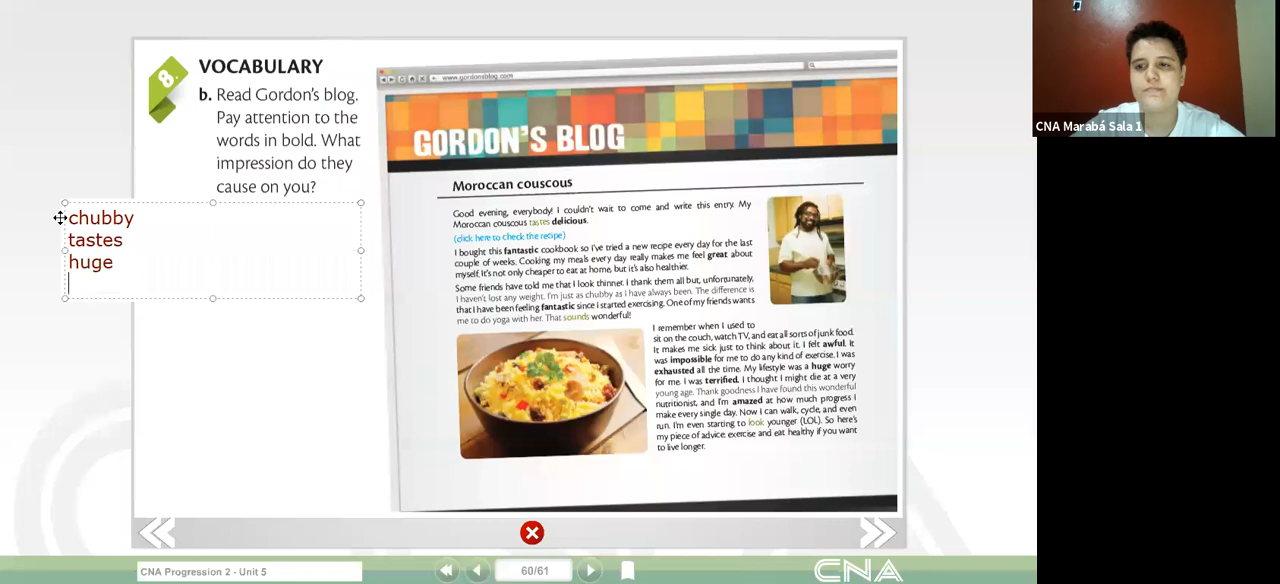 8.
VOCABULARY
b. Read Gordon's blog.
Pay attention to the
words in bold. What
impression do they
cause on you?
chubby
tastes
huge
www.gordonsblog.com
GORDON'S BLOG
Moroccan couscous
Good evening, everybody! I couldn't wait to come and write this entry. My
Moroccan couscous tastes delicious.
(click here to check the recipe)
I bought this fantastic cookbook so I've tried a new recipe every day for the last
couple of weeks. Cooking my meals every day really makes me feel great about
myself. It's not only cheaper to eat at home, but it's also healthier.
Some friends have told me that I look thinner. I thank them all but, unfortunately,
I haven't lost any weight. I'm just as chubby as I have always been. The difference is
that I have been feeling fantastic since I started exercising. One of my friends wants
me to do yoga with her. That sounds wonderful!
I remember when I used to
sit on the couch, watch TV, and eat all sorts of junk food.
It makes me sick just to think about it. I felt awful. It
was impossible for me to do any kind of exercise. I was
exhausted all the time. My lifestyle was a huge worry
for me. I was terrified. I thought I might die at a very
young age. Thank goodness I have found this wonderful
nutritionist, and I'm amazed at how much progress I
make every single day. Now I can walk, cycle, and even
run. I'm even starting to look younger (LOL). So here's
my piece of advice: exercise and eat healthy if you want
to live longer.
CNA Marabá Sala 1
CNA Progression 2 - Unit 5
60/61
CNA